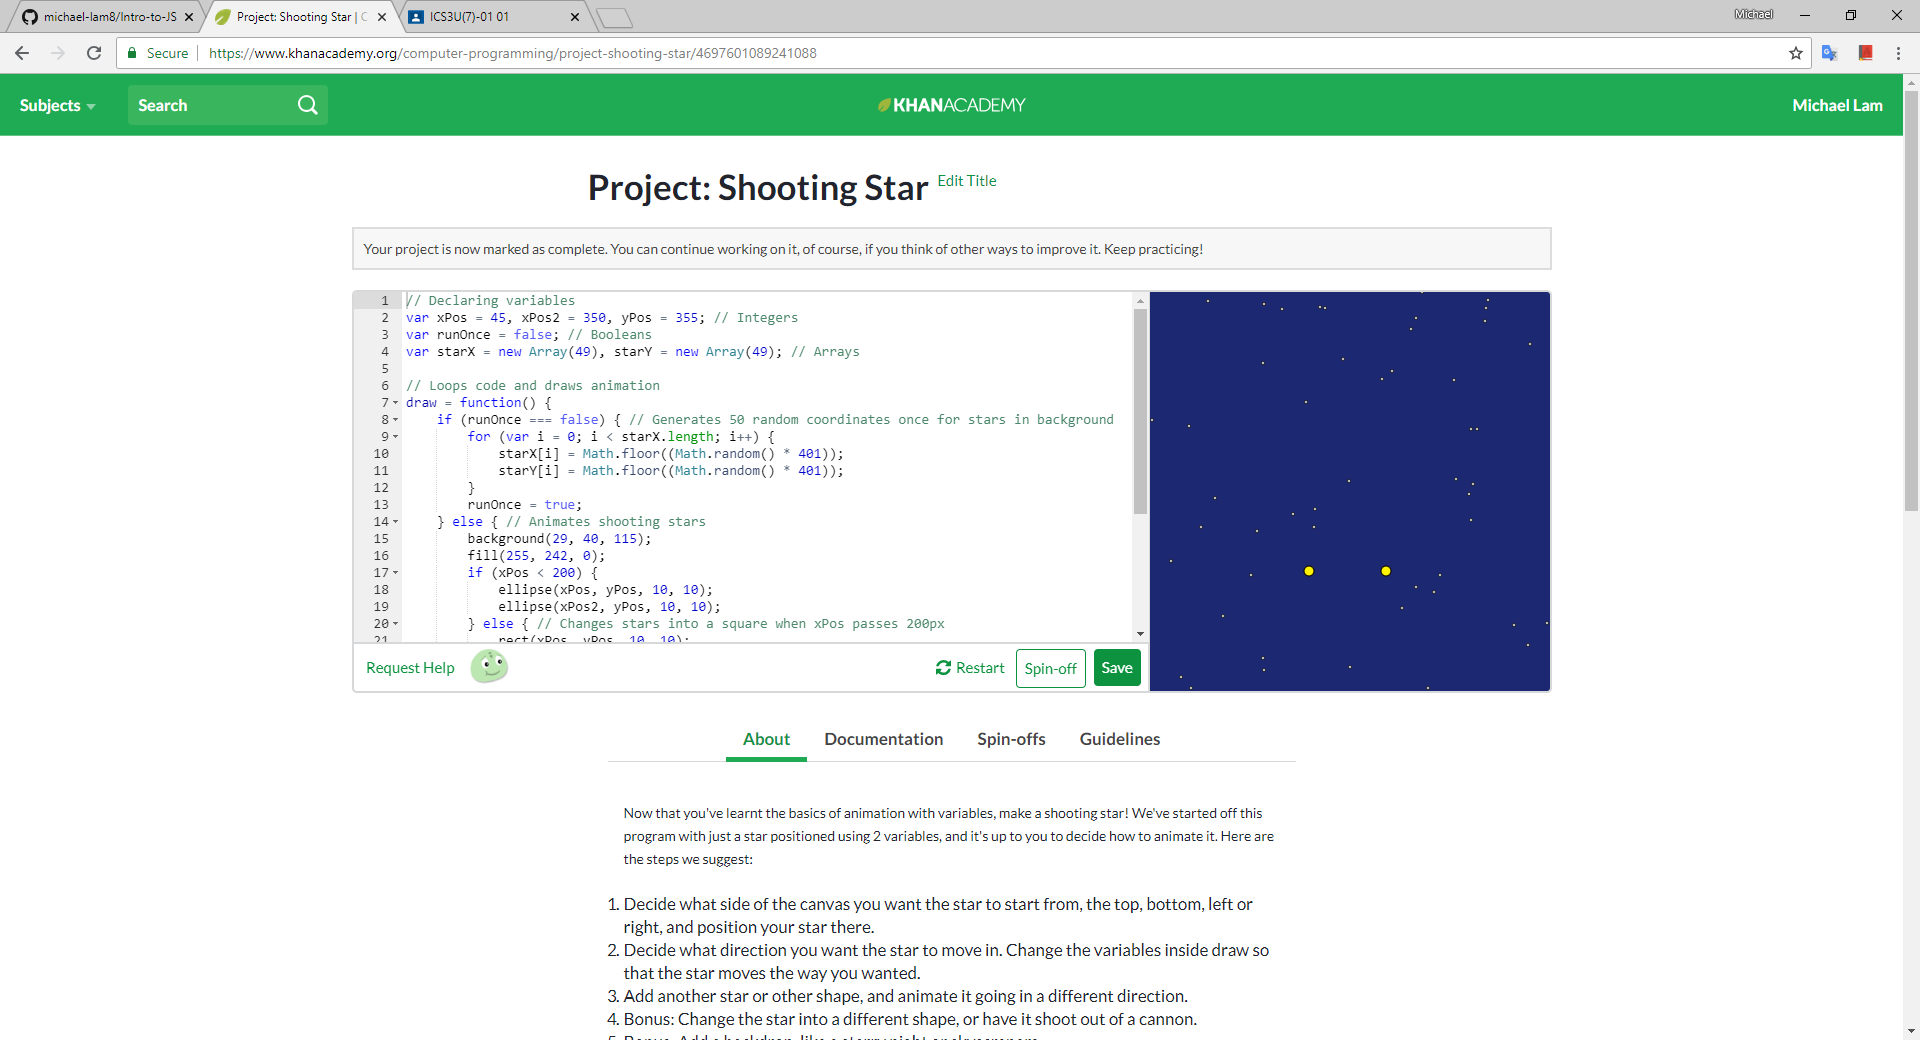 michael-lam8/Intro-to-JS
Project: Shooting Star | C
ICS3U(7)-01 01
Michael
Secure
https://www.khanacademy.org/computer-programming/project-shooting-star/4697601089241088
Subjects
Search
KHANACADEMY
Michael Lam
Project: Shooting Star
Edit Title
Your project is now marked as complete. You can continue working on it, of course, if you think of other ways to improve it. Keep practicing!
1 // Declaring variables
2 var xPos = 45, xPos2 = 350, yPos = 355; // Integers
3 var runOnce = false; // Booleans
4 var starX = new Array(49), starY = new Array(49); // Arrays
5
6 // Loops code and draws animation
7 draw = function() {
8 if (runOnce === false) { // Generates 50 random coordinates once for stars in background
9 for (var i = 0; i < starX.length; i++) {
10 starX[i] = Math.floor((Math.random() * 401));
11 starY[i] = Math.floor((Math.random() * 401));
12 }
13 runOnce = true;
14 } else { // Animates shooting stars
15 background(29, 40, 115);
16 fill(255, 242, 0);
17 if (xPos < 200) {
18 ellipse(xPos, yPos, 10, 10);
19 ellipse(xPos2, yPos, 10, 10);
20 } else { // Changes stars into a square when xPos passes 200px
21 rect(xPos, yPos, 10, 10);
Request Help
Restart
Spin-off
Save
About
Documentation
Spin-offs
Guidelines
Now that you've learnt the basics of animation with variables, make a shooting star! We've started off this
program with just a star positioned using 2 variables, and it's up to you to decide how to animate it. Here are
the steps we suggest:
1. Decide what side of the canvas you want the star to start from, the top, bottom, left or
right, and position your star there.
2. Decide what direction you want the star to move in. Change the variables inside draw so
that the star moves the way you wanted.
3. Add another star or other shape, and animate it going in a different direction.
4. Bonus: Change the star into a different shape, or have it shoot out of a cannon.
5. Bonus: Add a backdrop, like a starry night or skyscrapers.